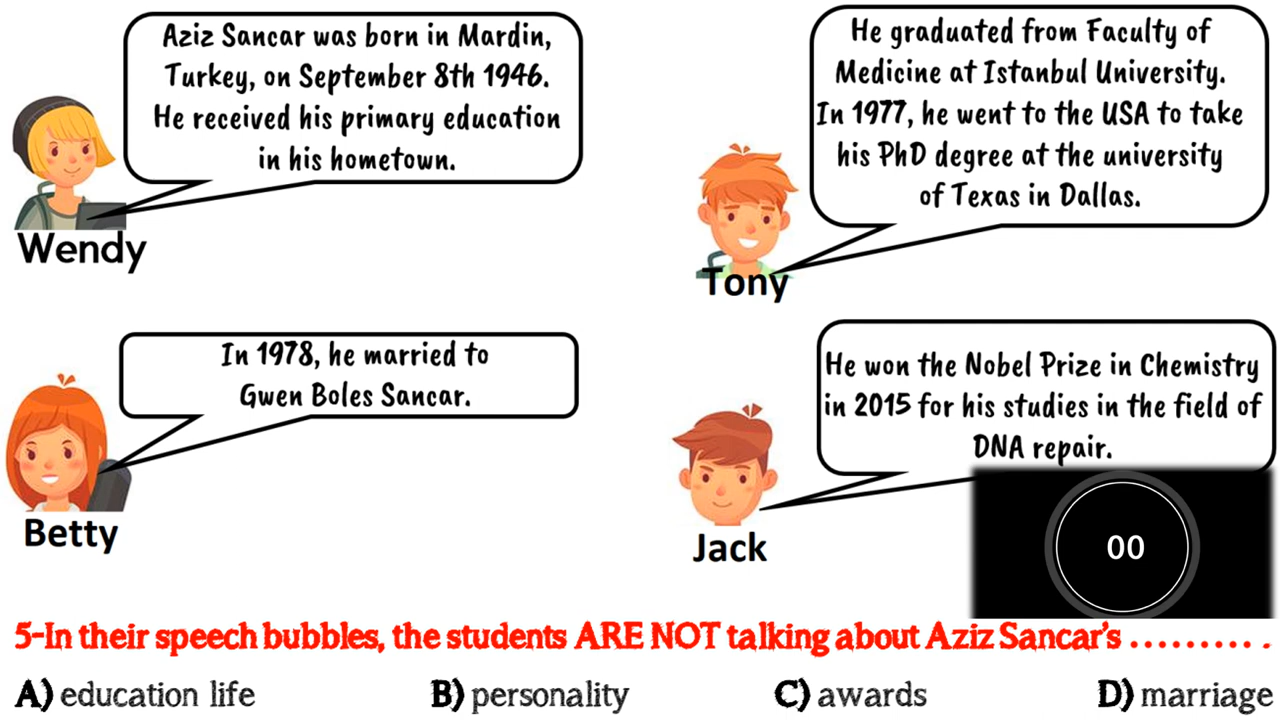 Aziz Sancar was born in Mardin,
Turkey, on September 8th 1946.
He received his primary education
in his hometown.
Wendy
He graduated from Faculty of
Medicine at Istanbul University.
In 1977, he went to the USA to take
his PhD degree at the university
of Texas in Dallas.
Tony
In 1978, he married to
Gwen Boles Sancar.
Betty
He won the Nobel Prize in Chemistry
in 2015 for his studies in the field of
DNA repair.
Jack
00
5-In their speech bubbles, the students ARE NOT talking about Aziz Sancar's .......... .
A) education life B) personality C) awards D) marriage